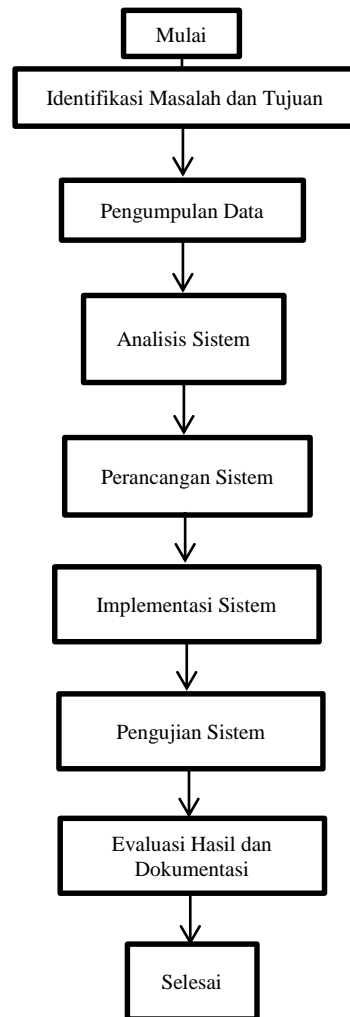 Mulai
Identifikasi Masalah dan Tujuan
Pengumpulan Data
Analisis Sistem
Perancangan Sistem
Implementasi Sistem
Pengujian Sistem
Evaluasi Hasil dan
Dokumentasi
Selesai